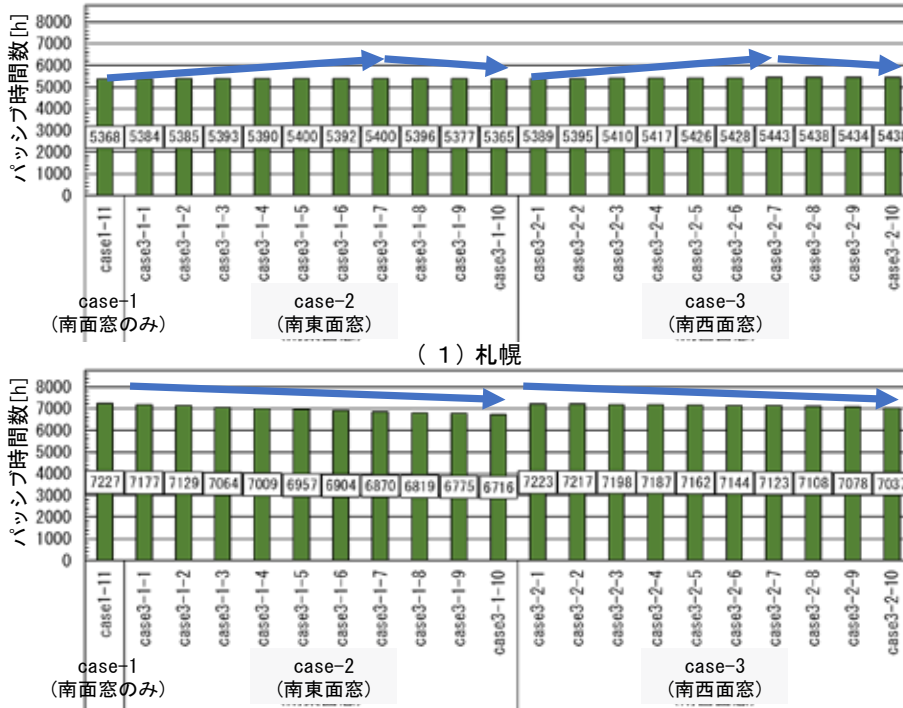 パッシブ時間数[h]
8000
7000
6000
5000
4000
3000
2000
1000
0
5368 5384 5385 5393 5390 5400 5392 5400 5396 5377 5365 5389 5395 5410 5417 5426 5428 5443 5438 5434 5438
case1-11 case3-1-1 case3-1-2 case3-1-3 case3-1-4 case3-1-5 case3-1-6 case3-1-7 case3-1-8 case3-1-9 case3-1-10 case3-2-1 case3-2-2 case3-2-3 case3-2-4 case3-2-5 case3-2-6 case3-2-7 case3-2-8 case3-2-9 case3-2-10
case-1 case-2 case-3
(南面窓のみ) (南東面窓) (南西面窓)
(1)札幌
パッシブ時間数[h]
8000
7000
6000
5000
4000
3000
2000
1000
0
7227 7177 7129 7064 7009 6957 6904 6870 6819 6775 6716 7223 7217 7198 7187 7162 7144 7123 7108 7078 7037
case1-11 case3-1-1 case3-1-2 case3-1-3 case3-1-4 case3-1-5 case3-1-6 case3-1-7 case3-1-8 case3-1-9 case3-1-10 case3-2-1 case3-2-2 case3-2-3 case3-2-4 case3-2-5 case3-2-6 case3-2-7 case3-2-8 case3-2-9 case3-2-10
case-1 case-2 case-3
(南面窓のみ) (南東面窓) (南西面窓)